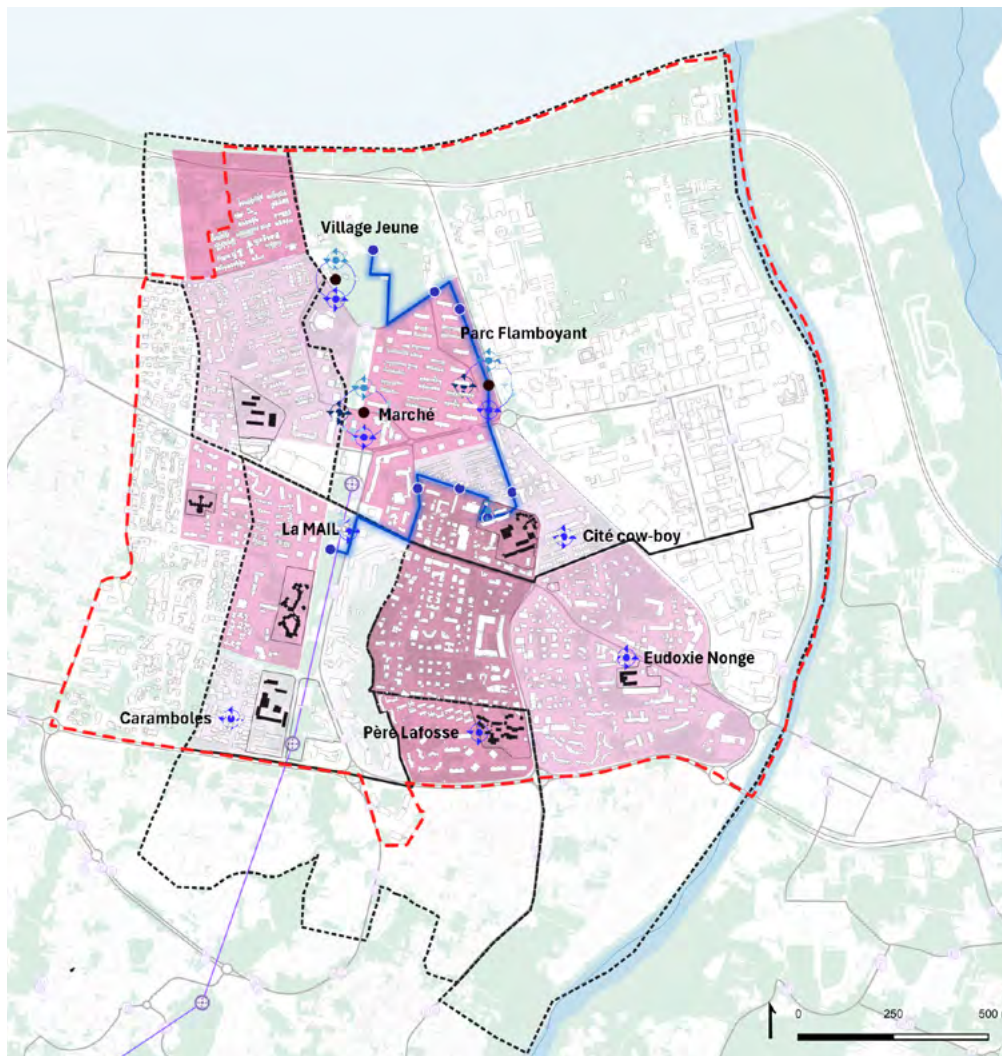 Village Jeune
Parc Flamboyant
Marché
La MAIL
Cité cow-boy
Eudoxie Nonge
Caramboles
Père Lafosse
0 250 500